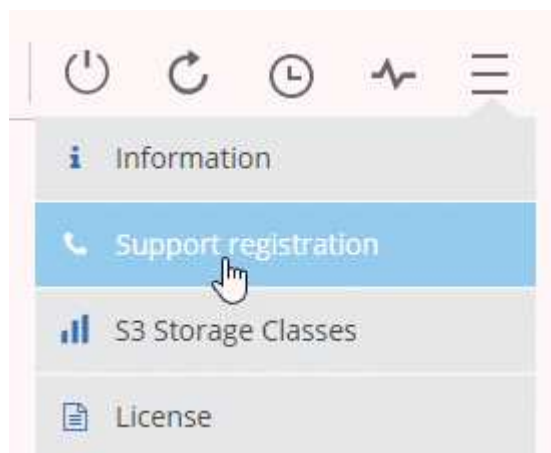 Information
Support registration
S3 Storage Classes
License